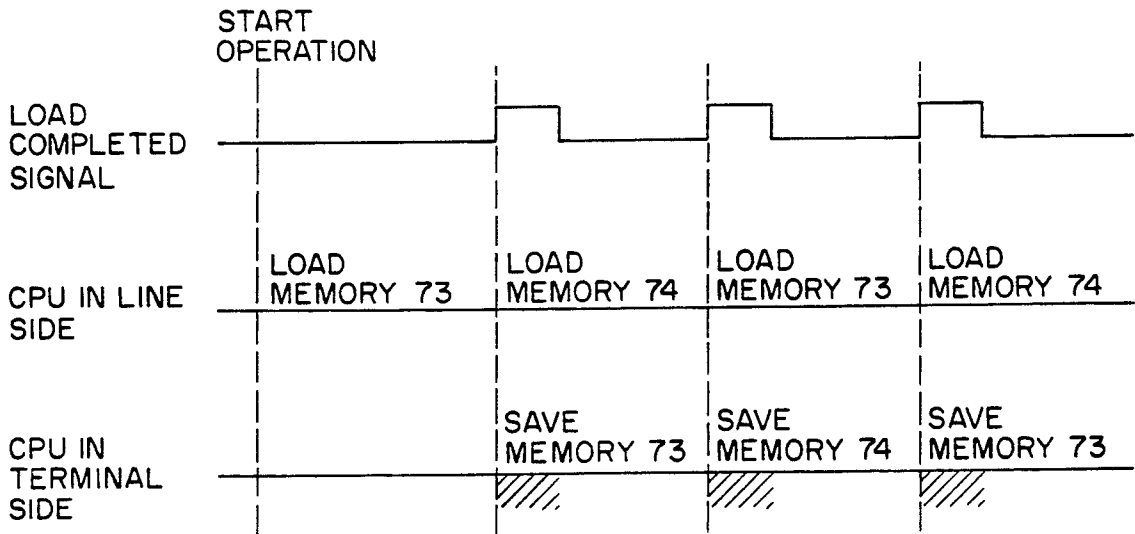 START
OPERATION
LOAD
COMPLETED
SIGNAL
LOAD
MEMORY 73
LOAD
MEMORY 74
LOAD
MEMORY 73
LOAD
MEMORY 74
CPU IN LINE
SIDE
SAVE
MEMORY 73
SAVE
MEMORY 74
SAVE
MEMORY 73
CPU IN
TERMINAL
SIDE